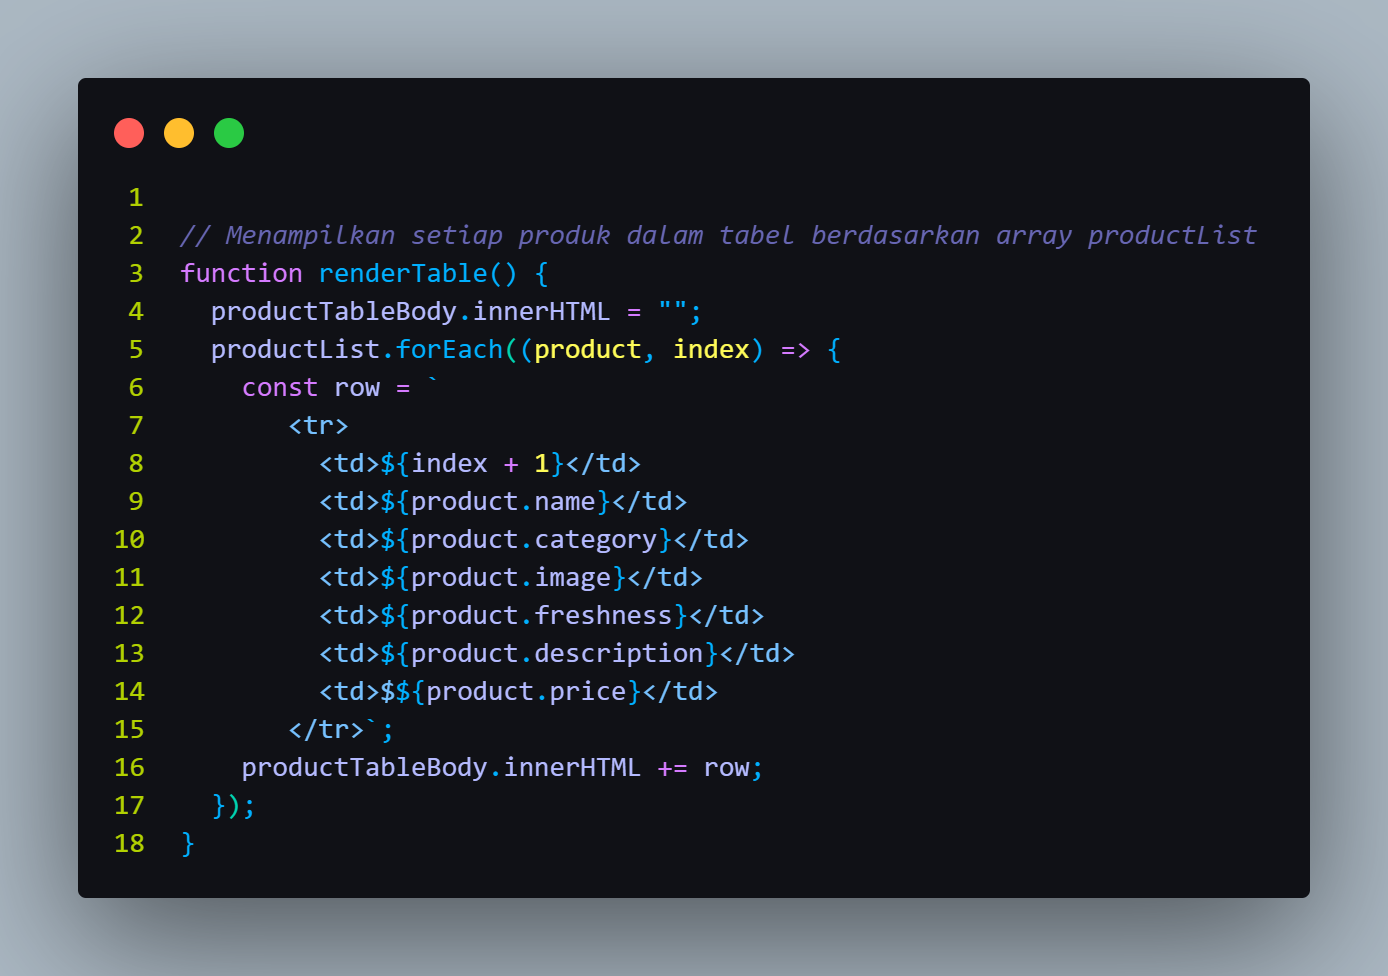 1
2 // Menampilkan setiap produk dalam tabel berdasarkan array productList
3 function renderTable() {
4   productTableBody.innerHTML = "";
5   productList.forEach((product, index) => {
6     const row = `
7        <tr>
8          <td>${index + 1}</td>
9          <td>${product.name}</td>
10          <td>${product.category}</td>
11          <td>${product.image}</td>
12          <td>${product.freshness}</td>
13          <td>${product.description}</td>
14          <td>$${product.price}</td>
15        </tr>`;
16     productTableBody.innerHTML += row;
17   });
18 }